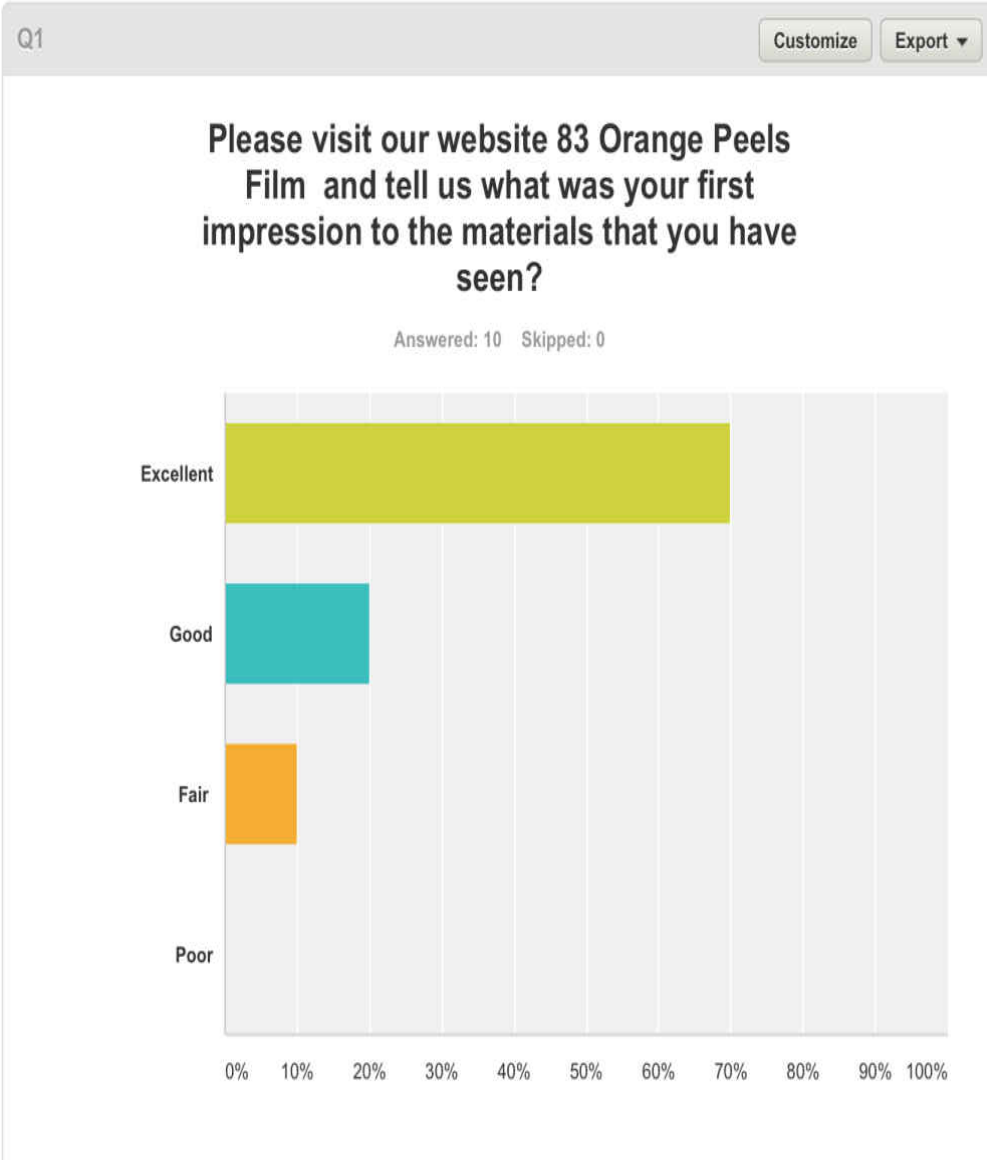 Q1
Customize
Export
Please visit our website 83 Orange Peels
Film  and tell us what was your first
impression to the materials that you have
seen?
Answered: 10   Skipped: 0
Excellent
Good
Fair
Poor
0% 10% 20% 30% 40% 50% 60% 70% 80% 90% 100%